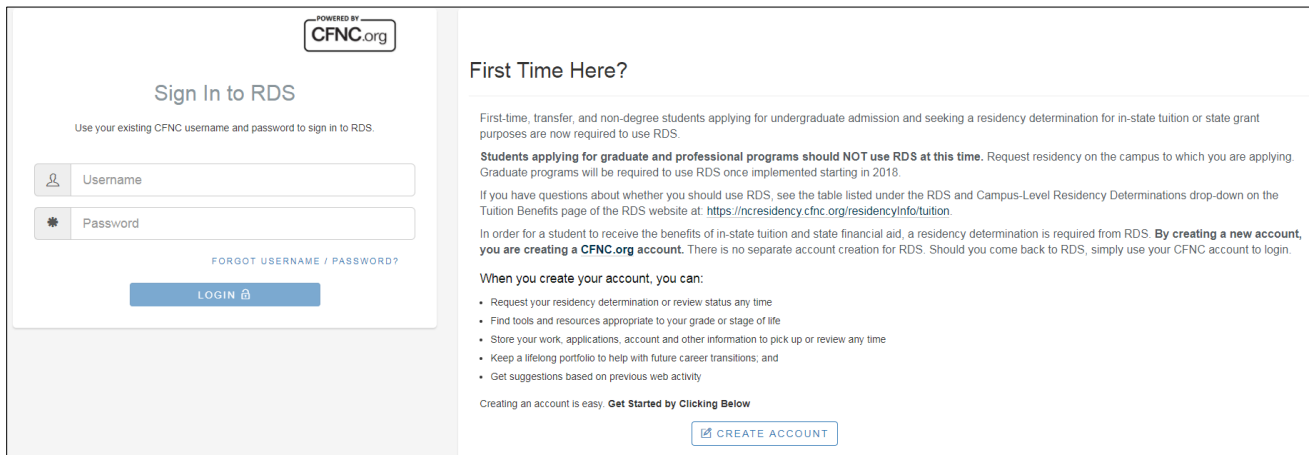 POWERED BY
CFNC.org
Sign In to RDS
Use your existing CFNC username and password to sign in to RDS.
Username
Password
FORGOT USERNAME / PASSWORD?
LOGIN
First Time Here?
First-time, transfer, and non-degree students applying for undergraduate admission and seeking a residency determination for in-state tuition or state grant
purposes are now required to use RDS.
Students applying for graduate and professional programs should NOT use RDS at this time. Request residency on the campus to which you are applying.
Graduate programs will be required to use RDS once implemented starting in 2018.
If you have questions about whether you should use RDS, see the table listed under the RDS and Campus-Level Residency Determinations drop-down on the
Tuition Benefits page of the RDS website at: https://ncresidency.cfnc.org/residencyInfo/tuition.
In order for a student to receive the benefits of in-state tuition and state financial aid, a residency determination is required from RDS. By creating a new account,
you are creating a CFNC.org account. There is no separate account creation for RDS. Should you come back to RDS, simply use your CFNC account to login.
When you create your account, you can:
• Request your residency determination or review status any time
• Find tools and resources appropriate to your grade or stage of life
• Store your work, applications, account and other information to pick up or review any time
• Keep a lifelong portfolio to help with future career transitions; and
• Get suggestions based on previous web activity
Creating an account is easy. Get Started by Clicking Below
CREATE ACCOUNT